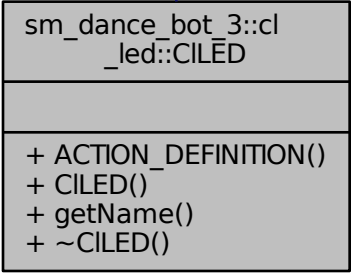 sm_dance_bot_3::cl
_led::ClLED
+ ACTION_DEFINITION()
+ ClLED()
+ getName()
+ ~ClLED()